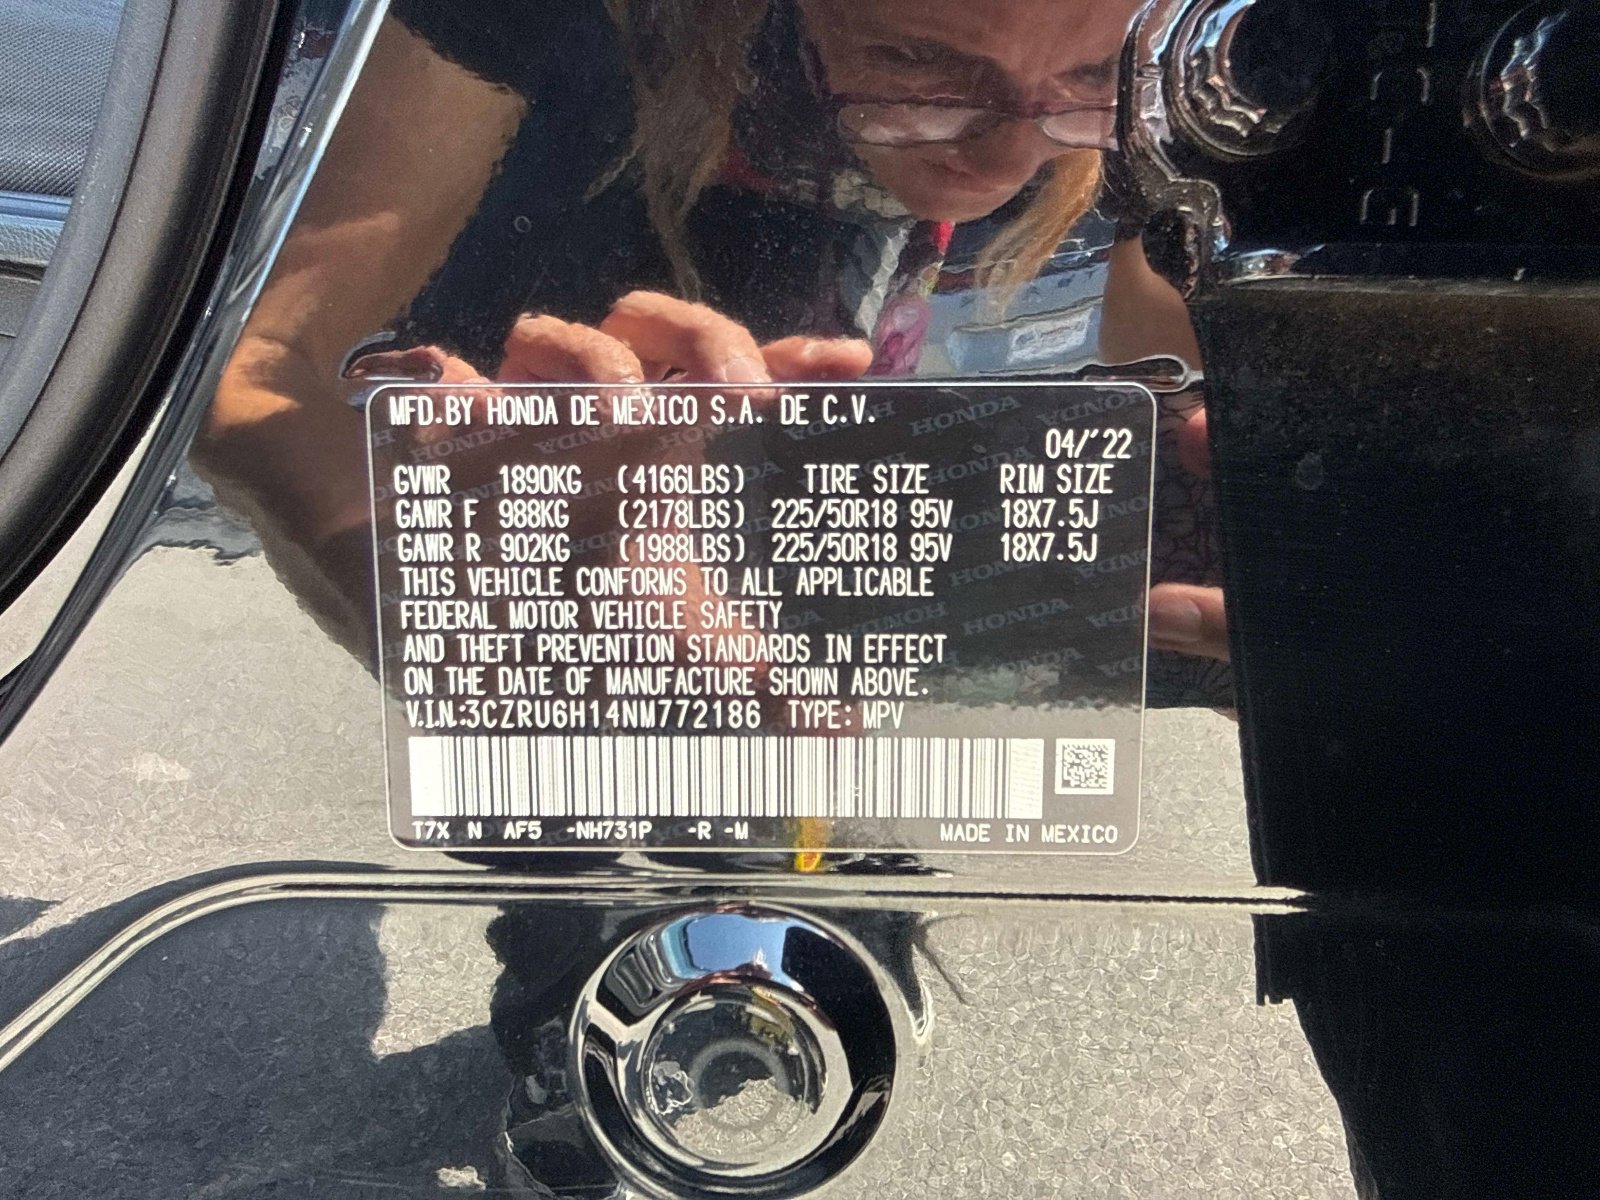 MFD.BY HONDA DE MEXICO S.A. DE C.V.
04/'22
GVWR 1890KG (4166LBS) TIRE SIZE RIM SIZE
GAWR F 988KG (2178LBS) 225/50R18 95V 18X7.5J
GAWR R 902KG (1988LBS) 225/50R18 95V 18X7.5J
THIS VEHICLE CONFORMS TO ALL APPLICABLE
FEDERAL MOTOR VEHICLE SAFETY
AND THEFT PREVENTION STANDARDS IN EFFECT
ON THE DATE OF MANUFACTURE SHOWN ABOVE.
V.I.N.:3CZRU6H14NM772186 TYPE: MPV
T7X N AF5 -NH731P -R -M MADE IN MEXICO